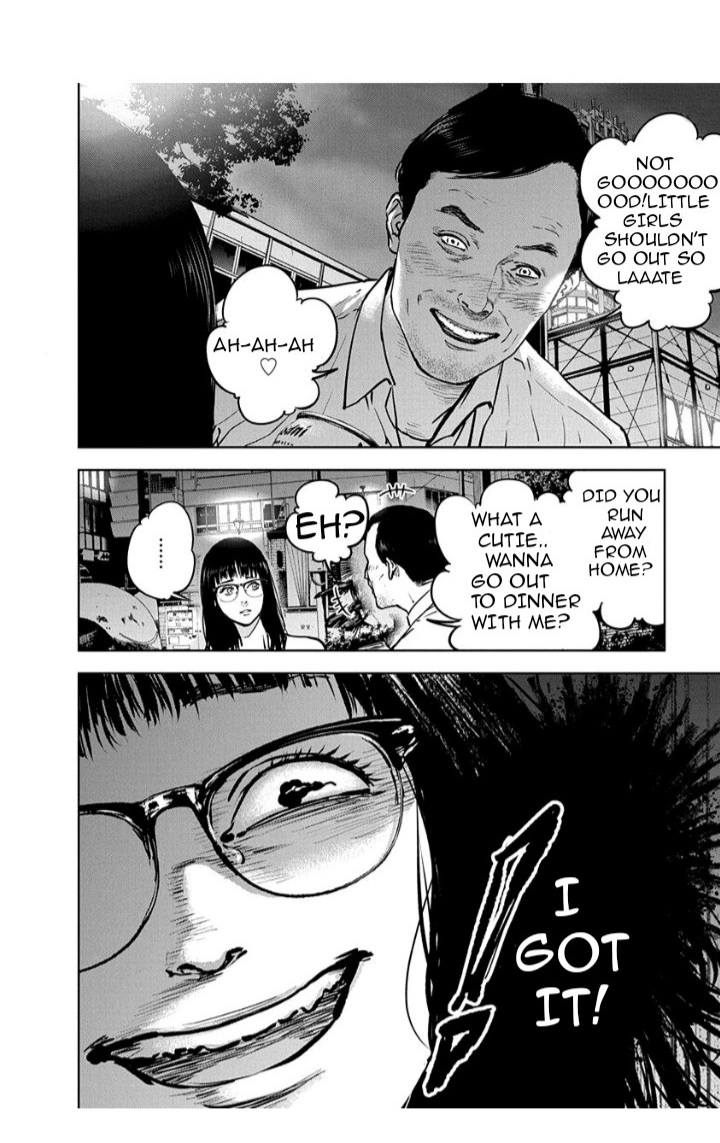 NOT
GOOOOOOO
OOD!LITTLE
GIRLS
SHOULDN'T
GO OUT SO
LAAATE
AH-AH-AH
♡
DID YOU
RUN
AWAY
FROM
HOME?
WHAT A
CUTIE..
WANNA
GO OUT
TO DINNER
WITH ME?
EH?
.......
I
GOT
IT!